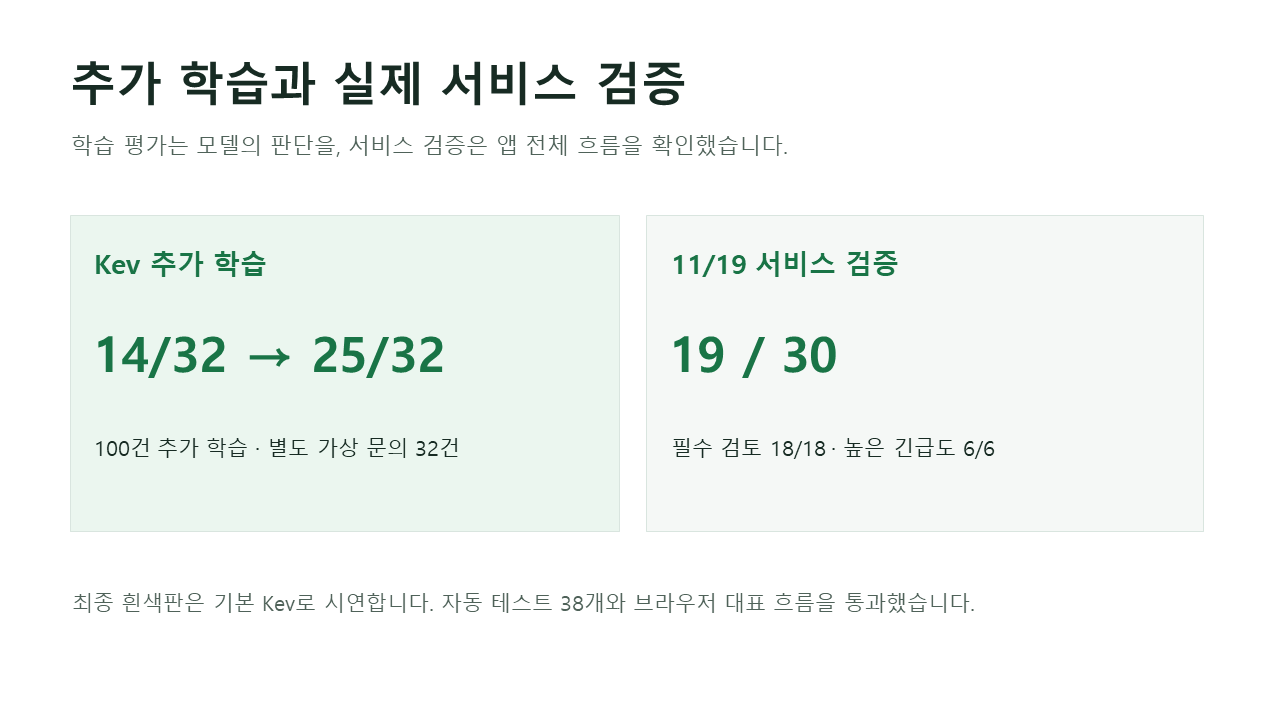 추가 학습과 실제 서비스 검증
학습 평가는 모델의 판단을, 서비스 검증은 앱 전체 흐름을 확인했습니다.
Kev 추가 학습
14/32 → 25/32
100건 추가 학습 · 별도 가상 문의 32건
11/19 서비스 검증
19 / 30
필수 검토 18/18 · 높은 긴급도 6/6
최종 흰색판은 기본 Kev로 시연합니다. 자동 테스트 38개와 브라우저 대표 흐름을 통과했습니다.